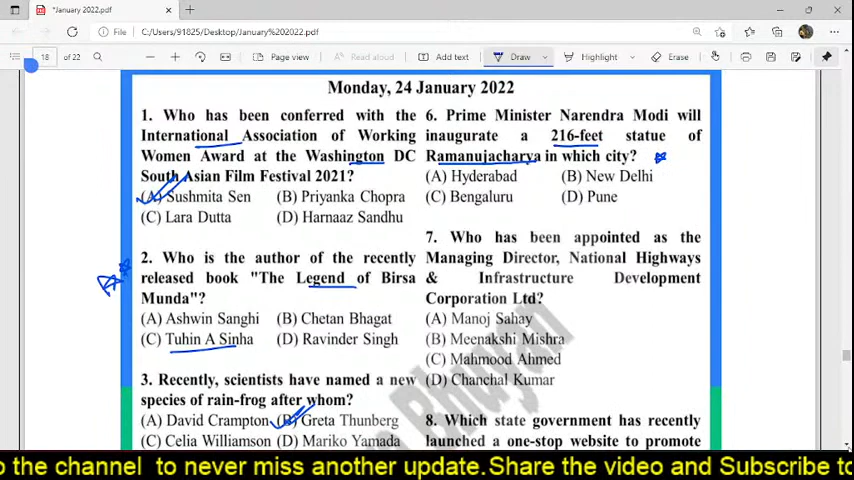 *January 2022.pdf
File
C:/Users/91825/Desktop/January%202022.pdf
18
of 22
Page view
Read aloud
Add text
Draw
Highlight
Erase
Monday, 24 January 2022
1. Who has been conferred with the
International Association of Working
Women Award at the Washington DC
South Asian Film Festival 2021?
(A) Sushmita Sen (B) Priyanka Chopra
(C) Lara Dutta (D) Harnaaz Sandhu
2. Who is the author of the recently
released book "The Legend of Birsa
Munda"?
(A) Ashwin Sanghi (B) Chetan Bhagat
(C) Tuhin A Sinha (D) Ravinder Singh
3. Recently, scientists have named a new
species of rain-frog after whom?
(A) David Crampton (B) Greta Thunberg
(C) Celia Williamson (D) Mariko Yamada
6. Prime Minister Narendra Modi will
inaugurate a 216-feet statue of
Ramanujacharya in which city?
(A) Hyderabad (B) New Delhi
(C) Bengaluru (D) Pune
7. Who has been appointed as the
Managing Director, National Highways
& Infrastructure Development
Corporation Ltd?
(A) Manoj Sahay
(B) Meenakshi Mishra
(C) Mahmood Ahmed
(D) Chanchal Kumar
8. Which state government has recently
launched a one-stop website to promote
Bhuyan
o the channel to never miss another update.Share the video and Subscribe to